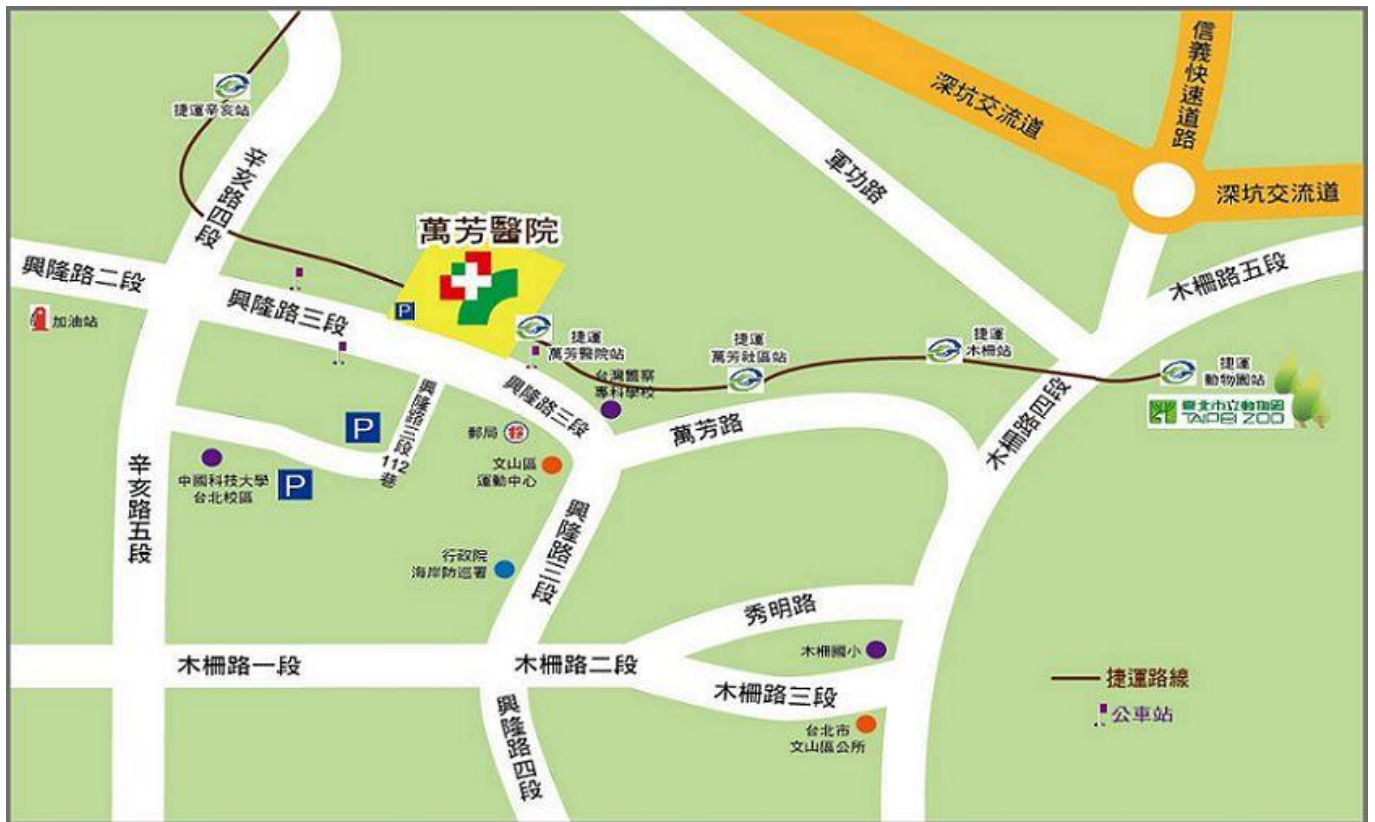 信義快速道路
深坑交流道
捷運辛亥站
軍功路
辛亥路四段
深坑交流道
萬芳醫院
興隆路二段
木柵路五段
P
興隆路三段
加油站
捷運
萬芳醫院站
捷運
萬芳社區站
捷運
木柵站
捷運
動物園站
台灣警察
專科學校
興隆路三段
興隆路三段112巷
臺北市立動物園
TAIPEI ZOO
P
郵局
萬芳路
木柵路四段
文山區
運動中心
中國科技大學
台北校區
P
辛亥路五段
興隆路三段
行政院
海岸防巡署
秀明路
木柵國小
木柵路一段
木柵路二段
木柵路三段
捷運路線
興隆路四段
公車站
台北市
文山區公所